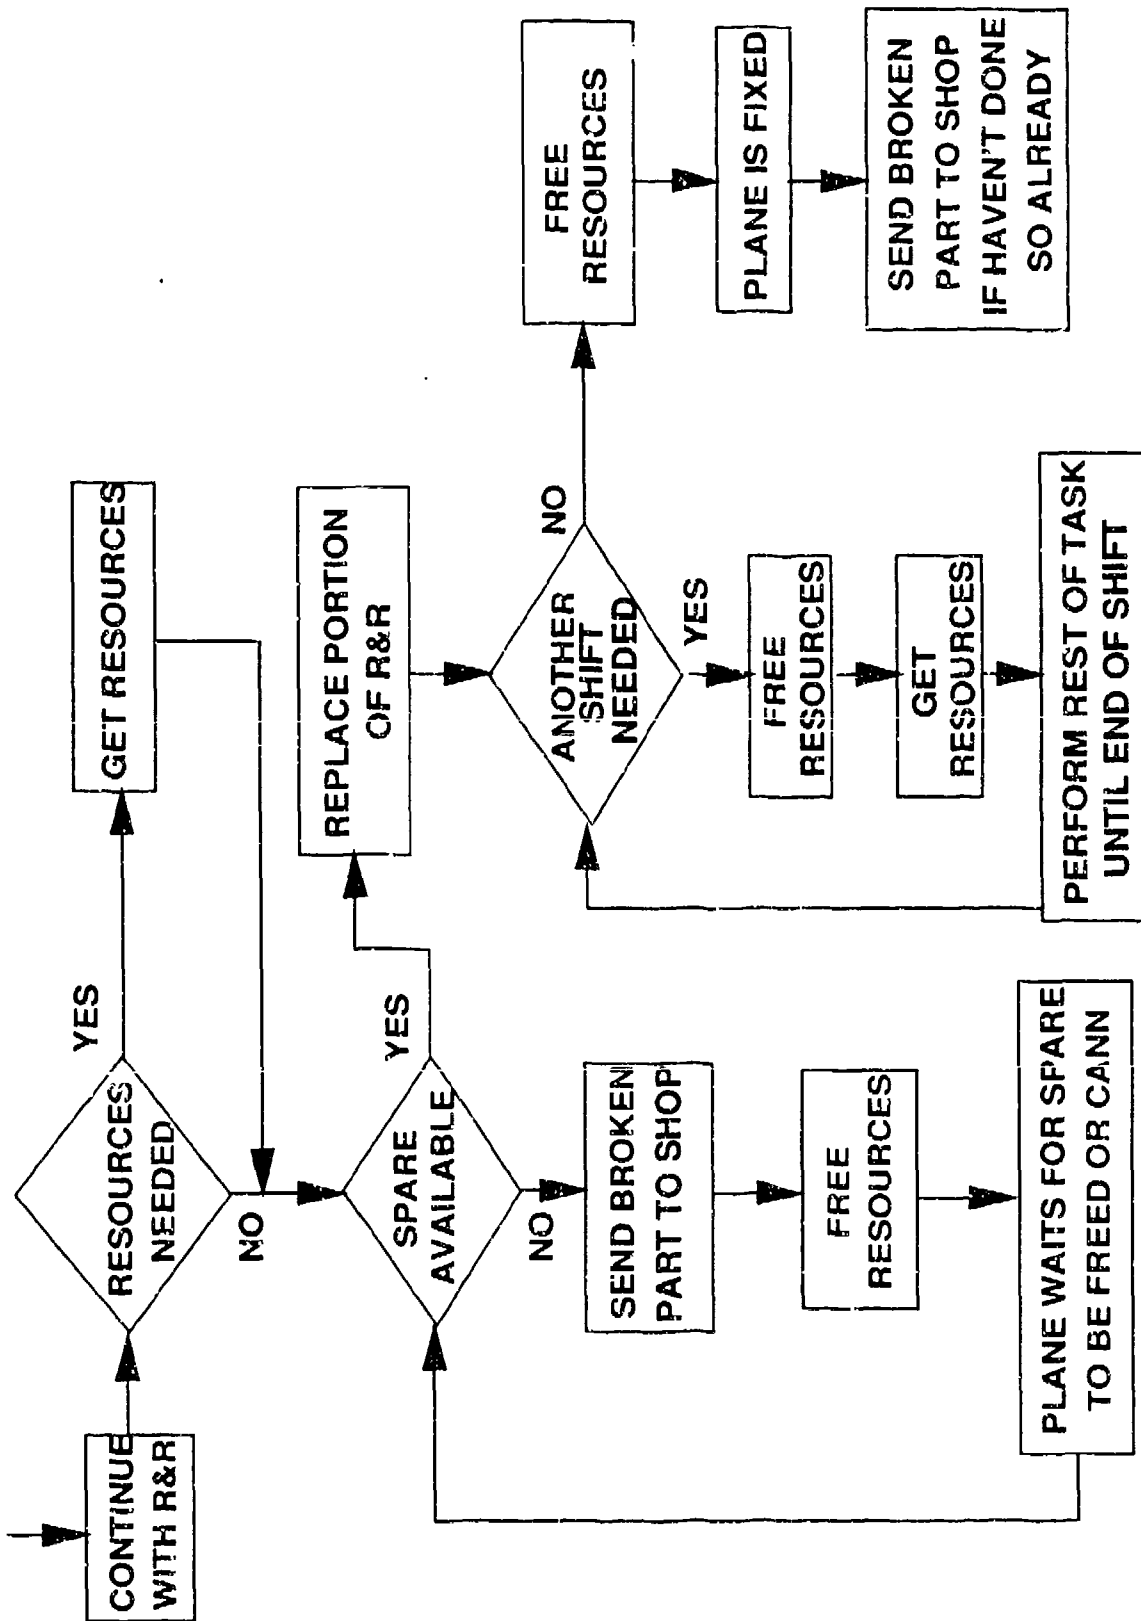 CONTINUE
WITH R&R
RESOURCES
NEEDED
YES
GET RESOURCES
NO
SPARE
AVAILABLE
YES
REPLACE PORTION
OF R&R
NO
SEND BROKEN
PART TO SHOP
FREE
RESOURCES
PLANE WAITS FOR SPARE
TO BE FREED OR CANN
ANOTHER
SHIFT
NEEDED
NO
YES
FREE
RESOURCES
GET
RESOURCES
PERFORM REST OF TASK
UNTIL END OF SHIFT
FREE
RESOURCES
PLANE IS FIXED
SEND BROKEN
PART TO SHOP
IF HAVEN'T DONE
SO ALREADY